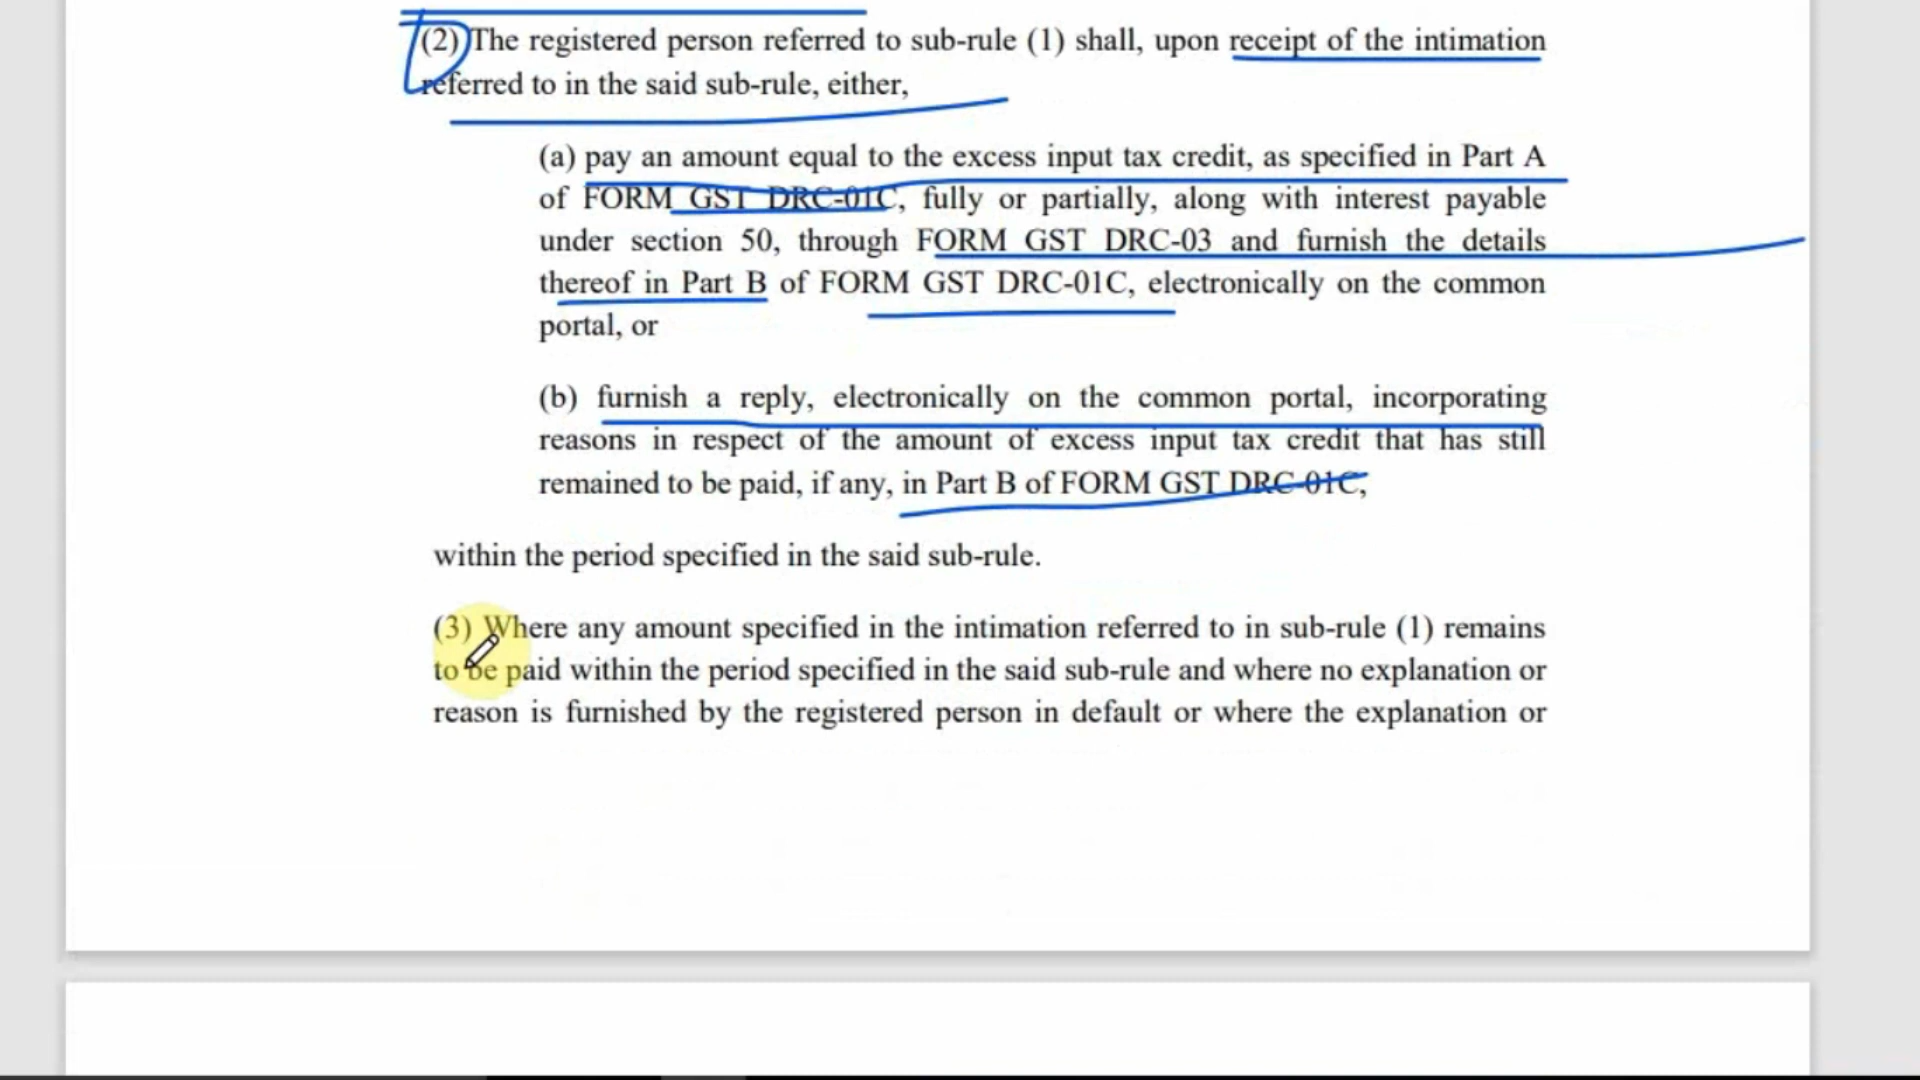 (2) The registered person referred to sub-rule (1) shall, upon receipt of the intimation
referred to in the said sub-rule, either,
(a) pay an amount equal to the excess input tax credit, as specified in Part A
of FORM GST DRC-01C, fully or partially, along with interest payable
under section 50, through FORM GST DRC-03 and furnish the details
thereof in Part B of FORM GST DRC-01C, electronically on the common
portal, or
(b) furnish a reply, electronically on the common portal, incorporating
reasons in respect of the amount of excess input tax credit that has still
remained to be paid, if any, in Part B of FORM GST DRC-01C,
within the period specified in the said sub-rule.
(3) Where any amount specified in the intimation referred to in sub-rule (1) remains
to be paid within the period specified in the said sub-rule and where no explanation or
reason is furnished by the registered person in default or where the explanation or